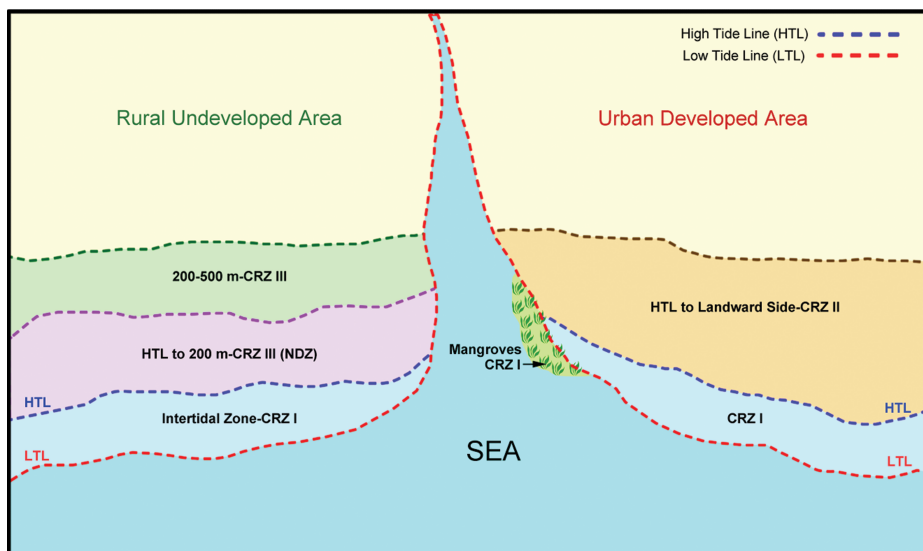 High Tide Line (HTL)
Low Tide Line (LTL)
Rural Undeveloped Area
Urban Developed Area
200-500 m-CRZ III
HTL to Landward Side-CRZ II
HTL to 200 m-CRZ III (NDZ)
Mangroves
CRZ I
HTL
HTL
Intertidal Zone-CRZ I
CRZ I
LTL
LTL
SEA